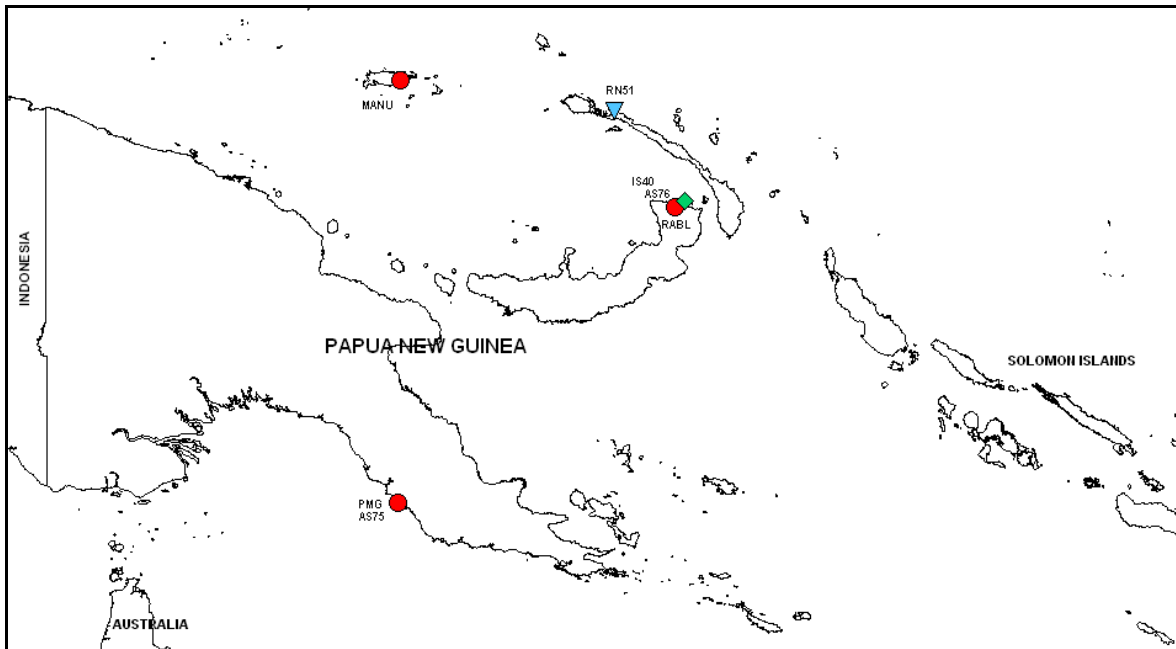 RN51
MANU
IS40
AS76
RABL
INDONESIA
PAPUA NEW GUINEA
SOLOMON ISLANDS
PMG
AS75
AUSTRALIA